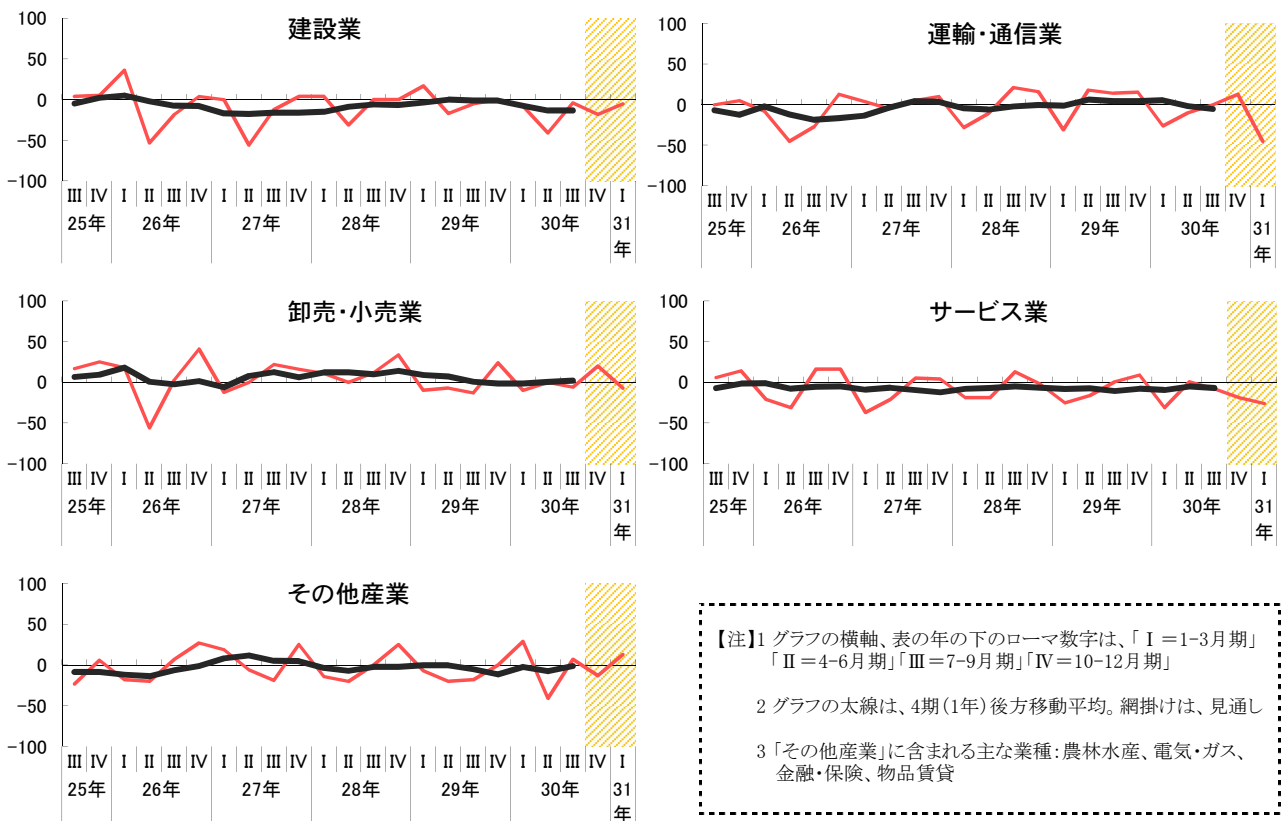 建設業
100
50
0
-50
-100
Ⅲ Ⅳ Ⅰ Ⅱ Ⅲ Ⅳ Ⅰ Ⅱ Ⅲ Ⅳ Ⅰ Ⅱ Ⅲ Ⅳ Ⅰ Ⅱ Ⅲ Ⅳ Ⅰ Ⅱ Ⅲ Ⅳ Ⅰ
25年 26年 27年 28年 29年 30年 31年
運輸・通信業
100
50
0
-50
-100
Ⅲ Ⅳ Ⅰ Ⅱ Ⅲ Ⅳ Ⅰ Ⅱ Ⅲ Ⅳ Ⅰ Ⅱ Ⅲ Ⅳ Ⅰ Ⅱ Ⅲ Ⅳ Ⅰ Ⅱ Ⅲ Ⅳ Ⅰ
25年 26年 27年 28年 29年 30年 31年
卸売・小売業
100
50
0
-50
-100
Ⅲ Ⅳ Ⅰ Ⅱ Ⅲ Ⅳ Ⅰ Ⅱ Ⅲ Ⅳ Ⅰ Ⅱ Ⅲ Ⅳ Ⅰ Ⅱ Ⅲ Ⅳ Ⅰ Ⅱ Ⅲ Ⅳ Ⅰ
25年 26年 27年 28年 29年 30年 31年
サービス業
100
50
0
-50
-100
Ⅲ Ⅳ Ⅰ Ⅱ Ⅲ Ⅳ Ⅰ Ⅱ Ⅲ Ⅳ Ⅰ Ⅱ Ⅲ Ⅳ Ⅰ Ⅱ Ⅲ Ⅳ Ⅰ Ⅱ Ⅲ Ⅳ Ⅰ
25年 26年 27年 28年 29年 30年 31年
その他産業
100
50
0
-50
-100
Ⅲ Ⅳ Ⅰ Ⅱ Ⅲ Ⅳ Ⅰ Ⅱ Ⅲ Ⅳ Ⅰ Ⅱ Ⅲ Ⅳ Ⅰ Ⅱ Ⅲ Ⅳ Ⅰ Ⅱ Ⅲ Ⅳ Ⅰ
25年 26年 27年 28年 29年 30年 31年
【注】1 グラフの横軸、表の年の下のローマ数字は、「Ⅰ=1-3月期」
「Ⅱ=4-6月期」「Ⅲ=7-9月期」「Ⅳ=10-12月期」
2 グラフの太線は、4期(1年)後方移動平均。網掛けは、見通し
3 「その他産業」に含まれる主な業種:農林水産、電気・ガス、
金融・保険、物品賃貸